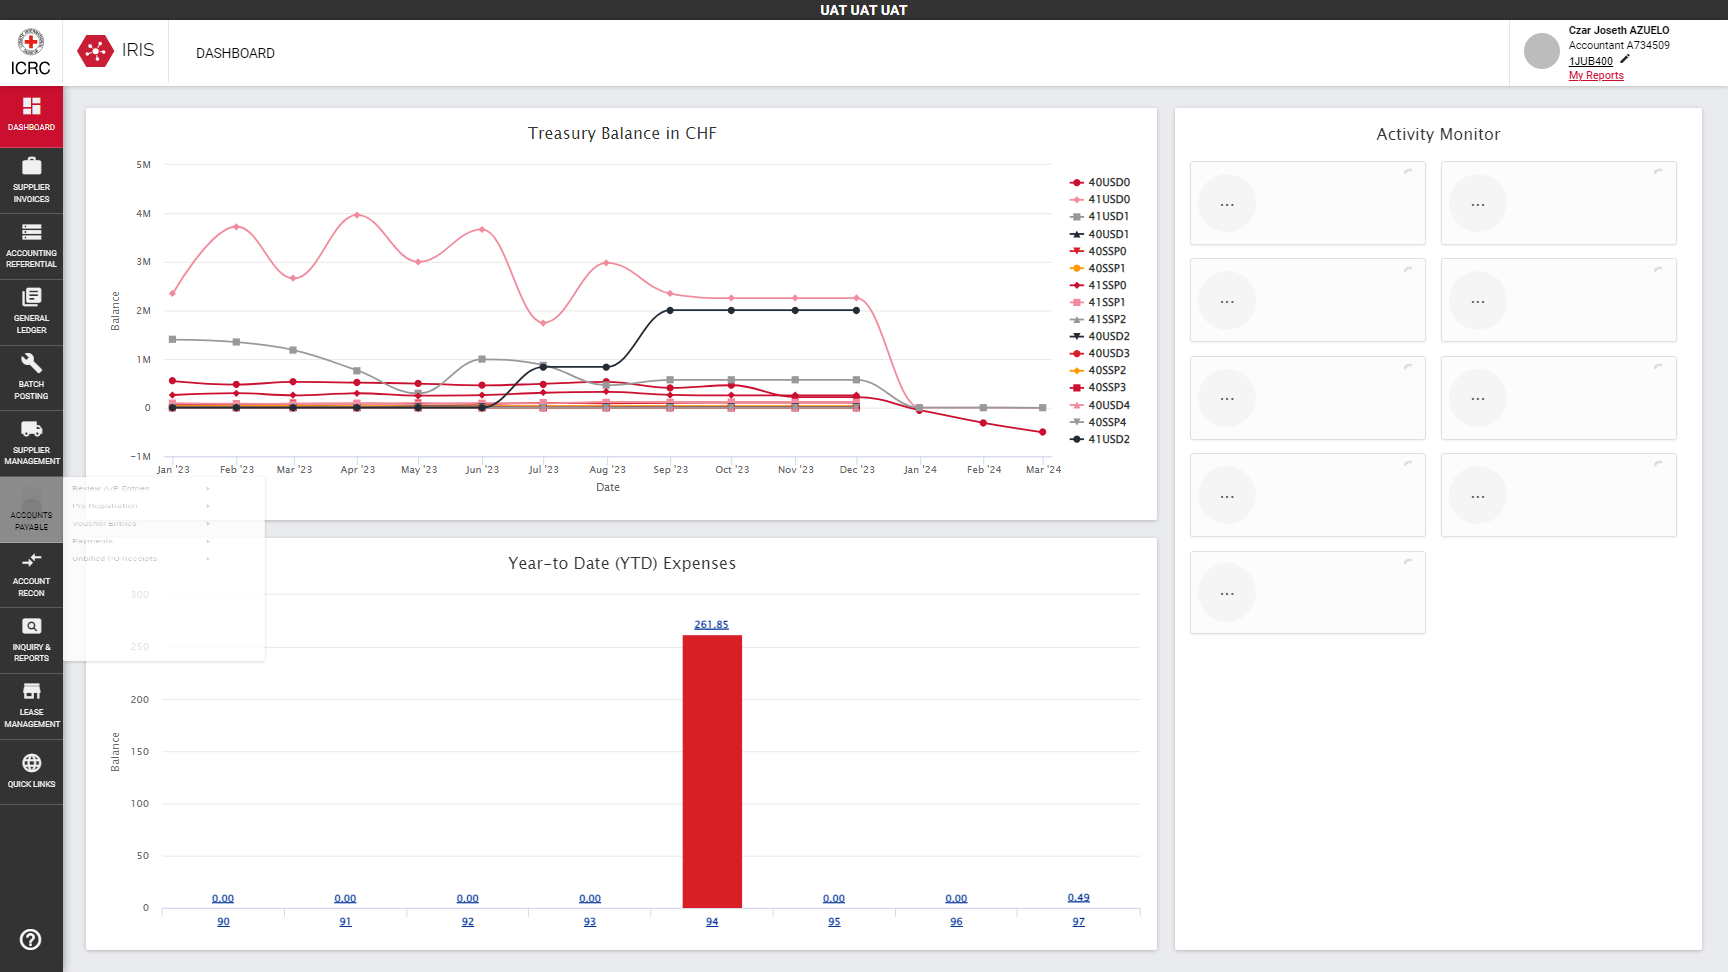 UAT UAT UAT
ICRC
IRIS
DASHBOARD
Czar Joseth AZUELO
Accountant A734509
1JUB400
My Reports
DASHBOARD
SUPPLIER
INVOICES
ACCOUNTING
REFERENTIAL
GENERAL
LEDGER
BATCH
POSTING
SUPPLIER
MANAGEMENT
ACCOUNTS
PAYABLE
ACCOUNT
RECON
INQUIRY &
REPORTS
LEASE
MANAGEMENT
QUICK LINKS
Review A/P Entries
Pre Registration
Voucher Entries
Payments
Unbilled PO Receipts
Treasury Balance in CHF
5M
4M
3M
2M
1M
0
-1M
Balance
Jan '23 Feb '23 Mar '23 Apr '23 May '23 Jun '23 Jul '23 Aug '23 Sep '23 Oct '23 Nov '23 Dec '23 Jan '24 Feb '24 Mar '24
Date
40USD0
41USD0
41USD1
40USD1
40SSP0
40SSP1
41SSP0
41SSP1
41SSP2
40USD2
40USD3
40SSP2
40SSP3
40USD4
40SSP4
41USD2
Year-to Date (YTD) Expenses
300
250
200
150
100
50
0
Balance
0.00 0.00 0.00 0.00 261.85 0.00 0.00 0.49
90 91 92 93 94 95 96 97
Activity Monitor
... ...
... ...
... ...
... ...
...